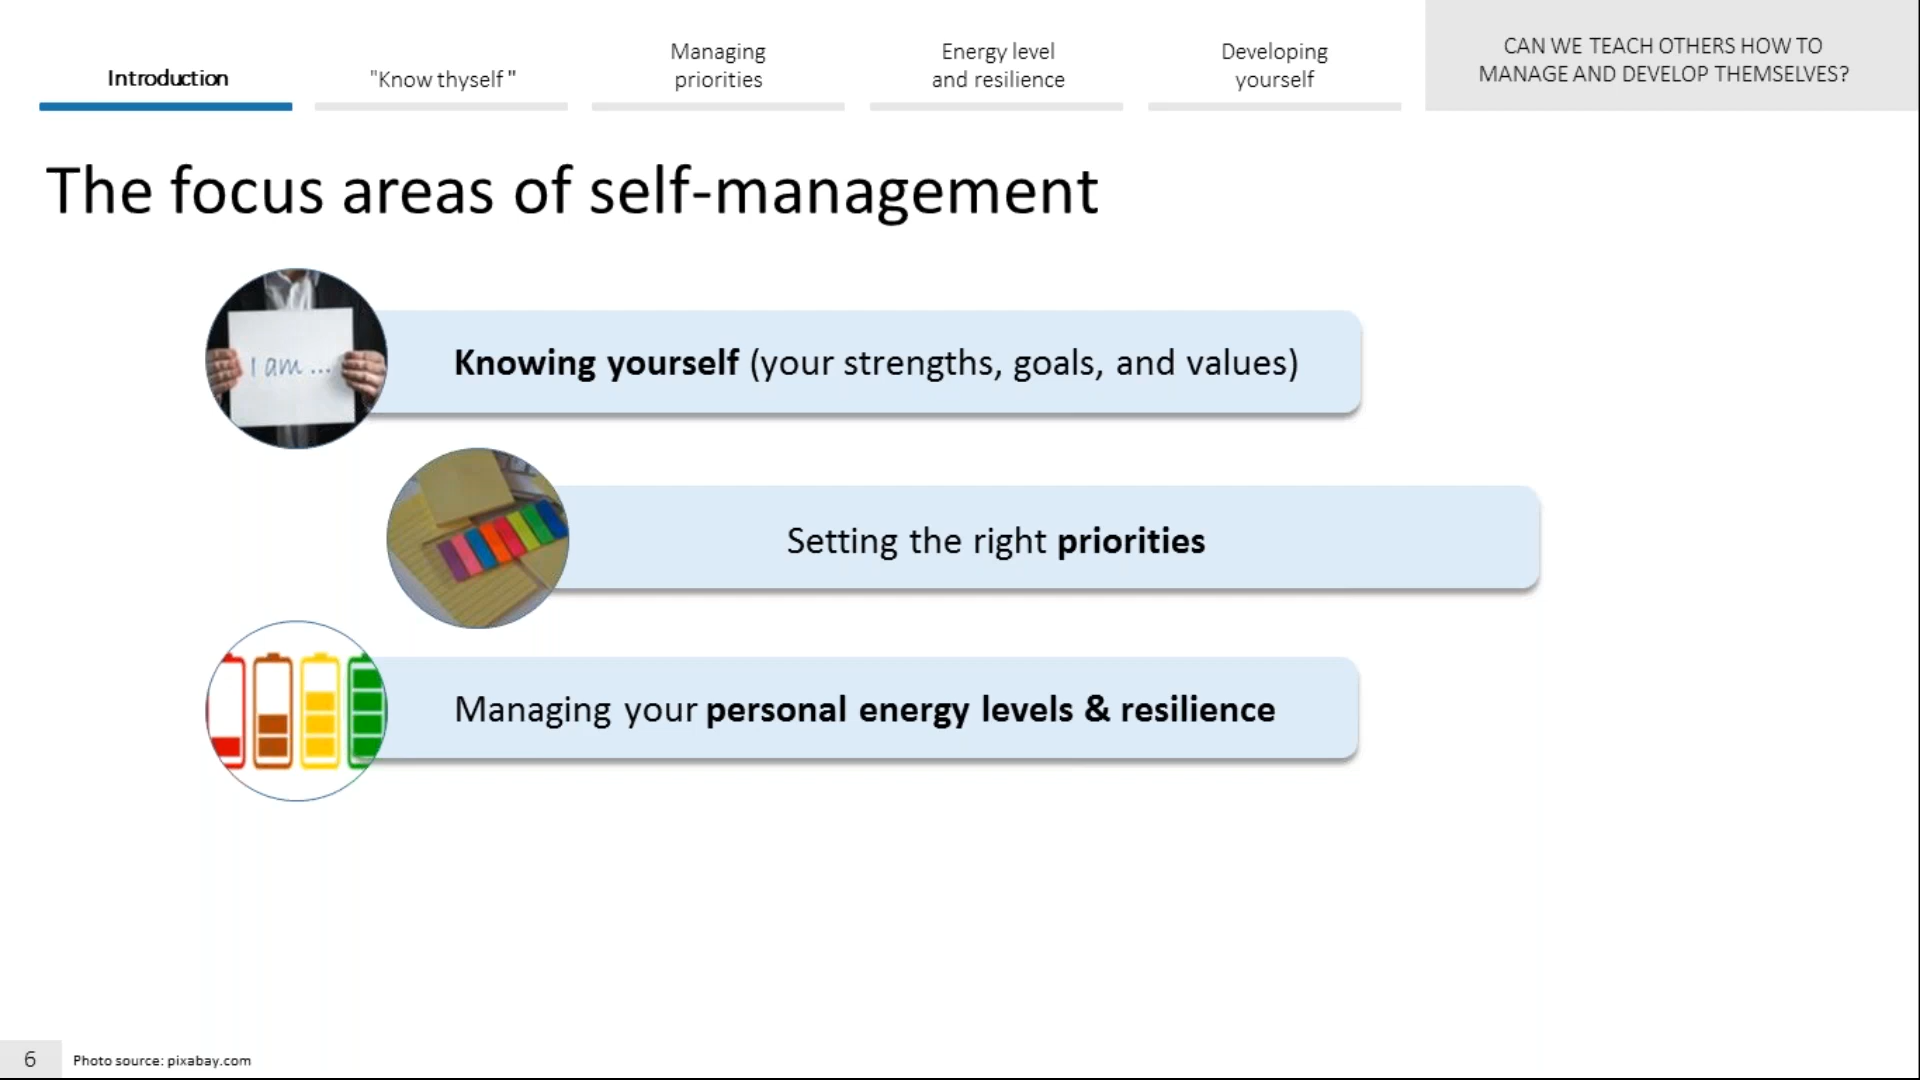 Introduction
"Know thyself"
Managing
priorities
Energy level
and resilience
Developing
yourself
CAN WE TEACH OTHERS HOW TO
MANAGE AND DEVELOP THEMSELVES?
The focus areas of self-management
I am ...
Knowing yourself (your strengths, goals, and values)
Setting the right priorities
Managing your personal energy levels & resilience
6
Photo source: pixabay.com